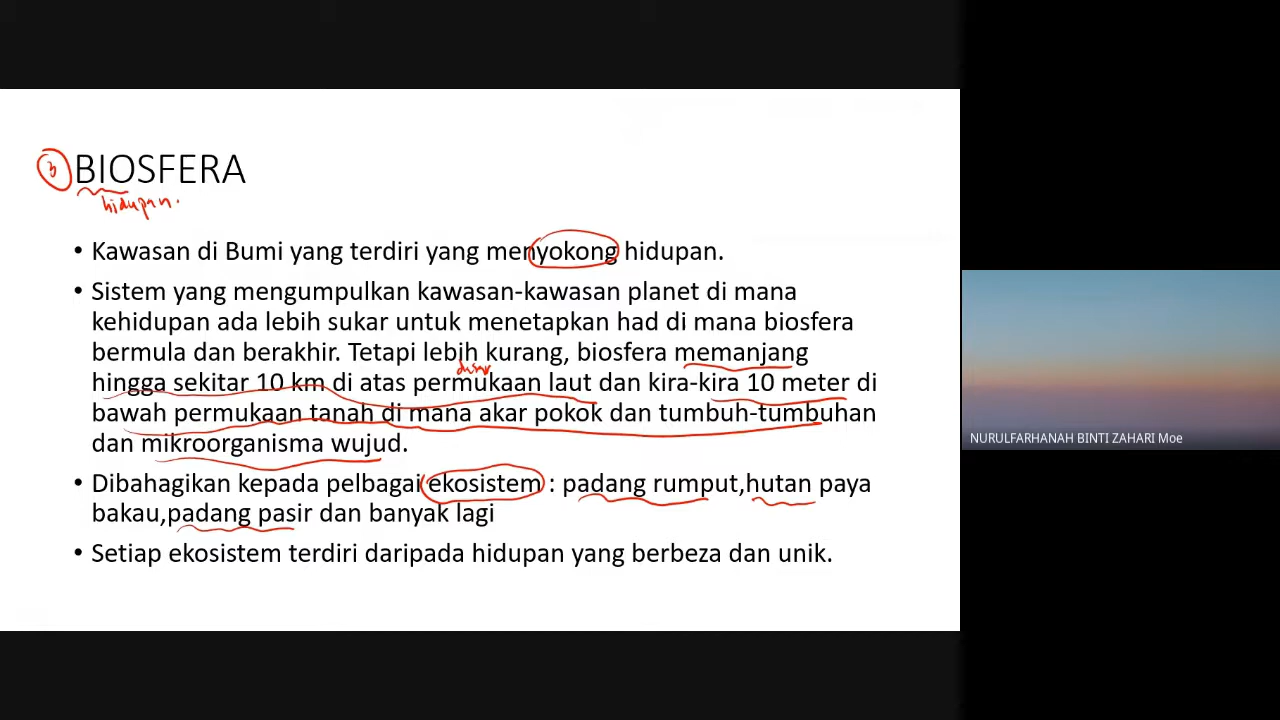 3 BIOSFERA
hidupan.
• Kawasan di Bumi yang terdiri yang menyokong hidupan.
• Sistem yang mengumpulkan kawasan-kawasan planet di mana
kehidupan ada lebih sukar untuk menetapkan had di mana biosfera
bermula dan berakhir. Tetapi lebih kurang, biosfera memanjang
hingga sekitar 10 km di atas permukaan laut dan kira-kira 10 meter di
bawah permukaan tanah di mana akar pokok dan tumbuh-tumbuhan
dan mikroorganisma wujud.
• Dibahagikan kepada pelbagai ekosistem : padang rumput,hutan paya
bakau,padang pasir dan banyak lagi
• Setiap ekosistem terdiri daripada hidupan yang berbeza dan unik.
NURULFARHANAH BINTI ZAHARI Moe